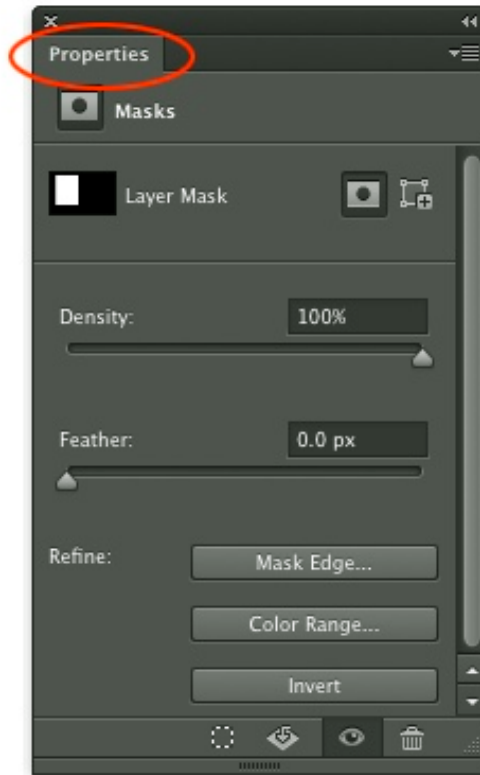 Properties
Masks
Layer Mask
Density: 100%
Feather: 0.0 px
Refine: Mask Edge...
Color Range...
Invert